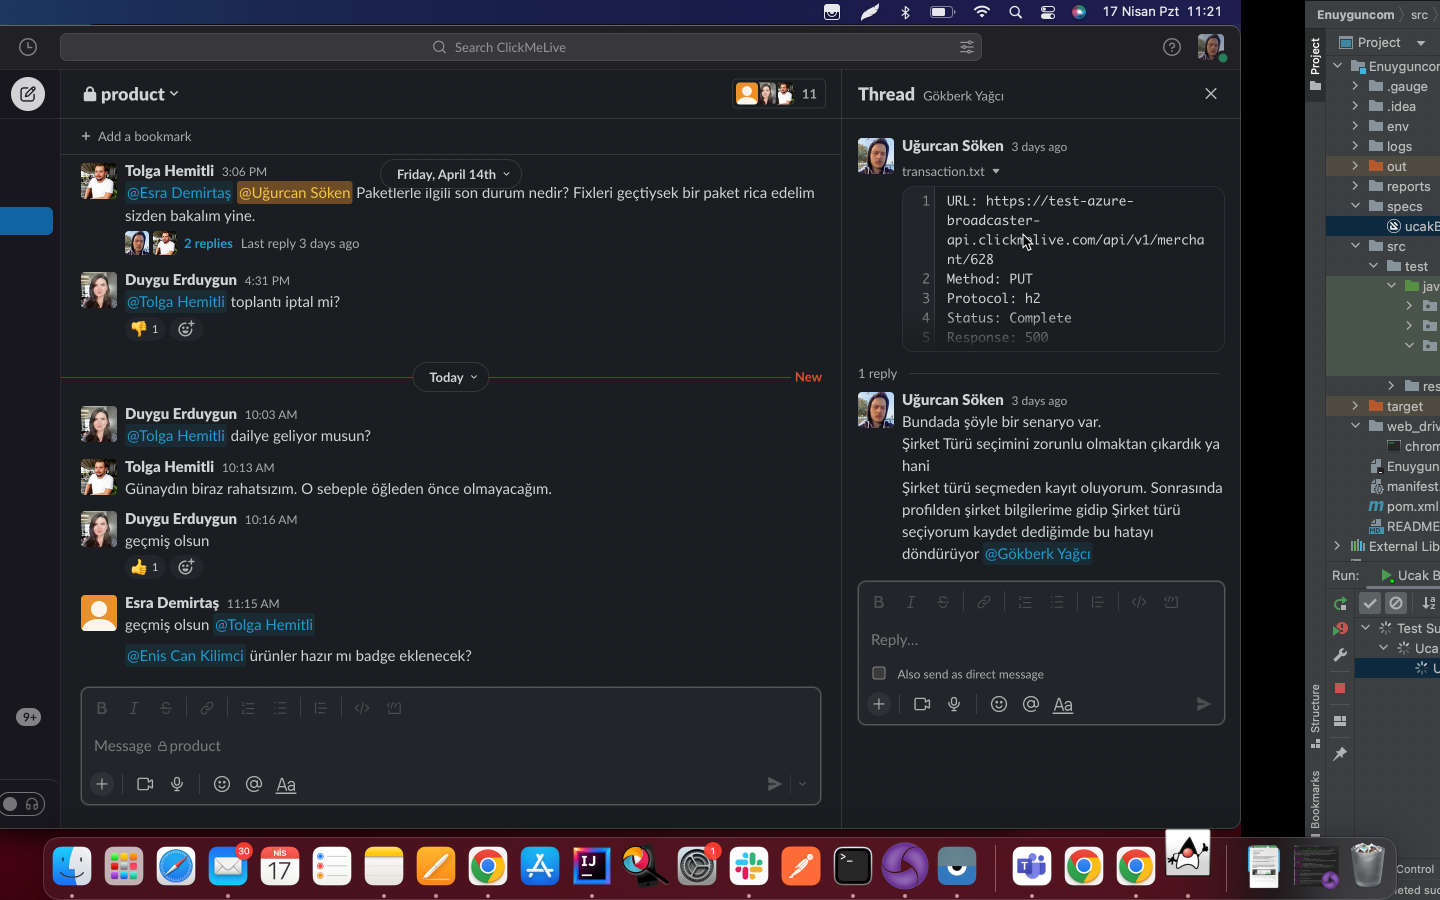 17 Nisan Pzt 11:21
Search ClickMeLive
product
11
Add a bookmark
Friday, April 14th
Tolga Hemitli 3:06 PM
@Esra Demirtaş @Uğurcan Söken Paketlerle ilgili son durum nedir? Fixleri geçtiysek bir paket rica edelim
sizden bakalım yine.
2 replies Last reply 3 days ago
Duygu Erduygun 4:31 PM
@Tolga Hemitli toplantı iptal mi?
1
Today
New
Duygu Erduygun 10:03 AM
@Tolga Hemitli dailye geliyor musun?
Tolga Hemitli 10:13 AM
Günaydın biraz rahatsızım. O sebeple öğleden önce olmayacağım.
Duygu Erduygun 10:16 AM
geçmiş olsun
1
Esra Demirtaş 11:15 AM
geçmiş olsun @Tolga Hemitli
@Enis Can Kilimci ürünler hazır mı badge eklenecek?
Message product
Aa
9+
Thread Gökberk Yağcı
Uğurcan Söken 3 days ago
transaction.txt
1 URL: https://test-azure-
broadcaster-
api.clickmelive.com/api/v1/mercha
nt/628
2 Method: PUT
3 Protocol: h2
4 Status: Complete
5 Response: 500
1 reply
Uğurcan Söken 3 days ago
Bundada şöyle bir senaryo var.
Şirket Türü seçimini zorunlu olmaktan çıkardık ya
hani
Şirket türü seçmeden kayıt oluyorum. Sonrasında
profilden şirket bilgilerime gidip Şirket türü
seçiyorum kaydet dediğimde bu hatayı
döndürüyor @Gökberk Yağcı
B I S
Reply...
Also send as direct message
Aa
Enuyguncom src
Project
Project
Enuyguncor
.gauge
.idea
env
logs
out
reports
specs
ucakB
src
test
jav
res
target
web_driv
chrom
Enuygun
manifest.
pom.xml
README
External Lib
Run: Ucak B
Test Su
Uca
U
Structure
Bookmarks
Control
eted suc
30
NİS
17
IJ
1